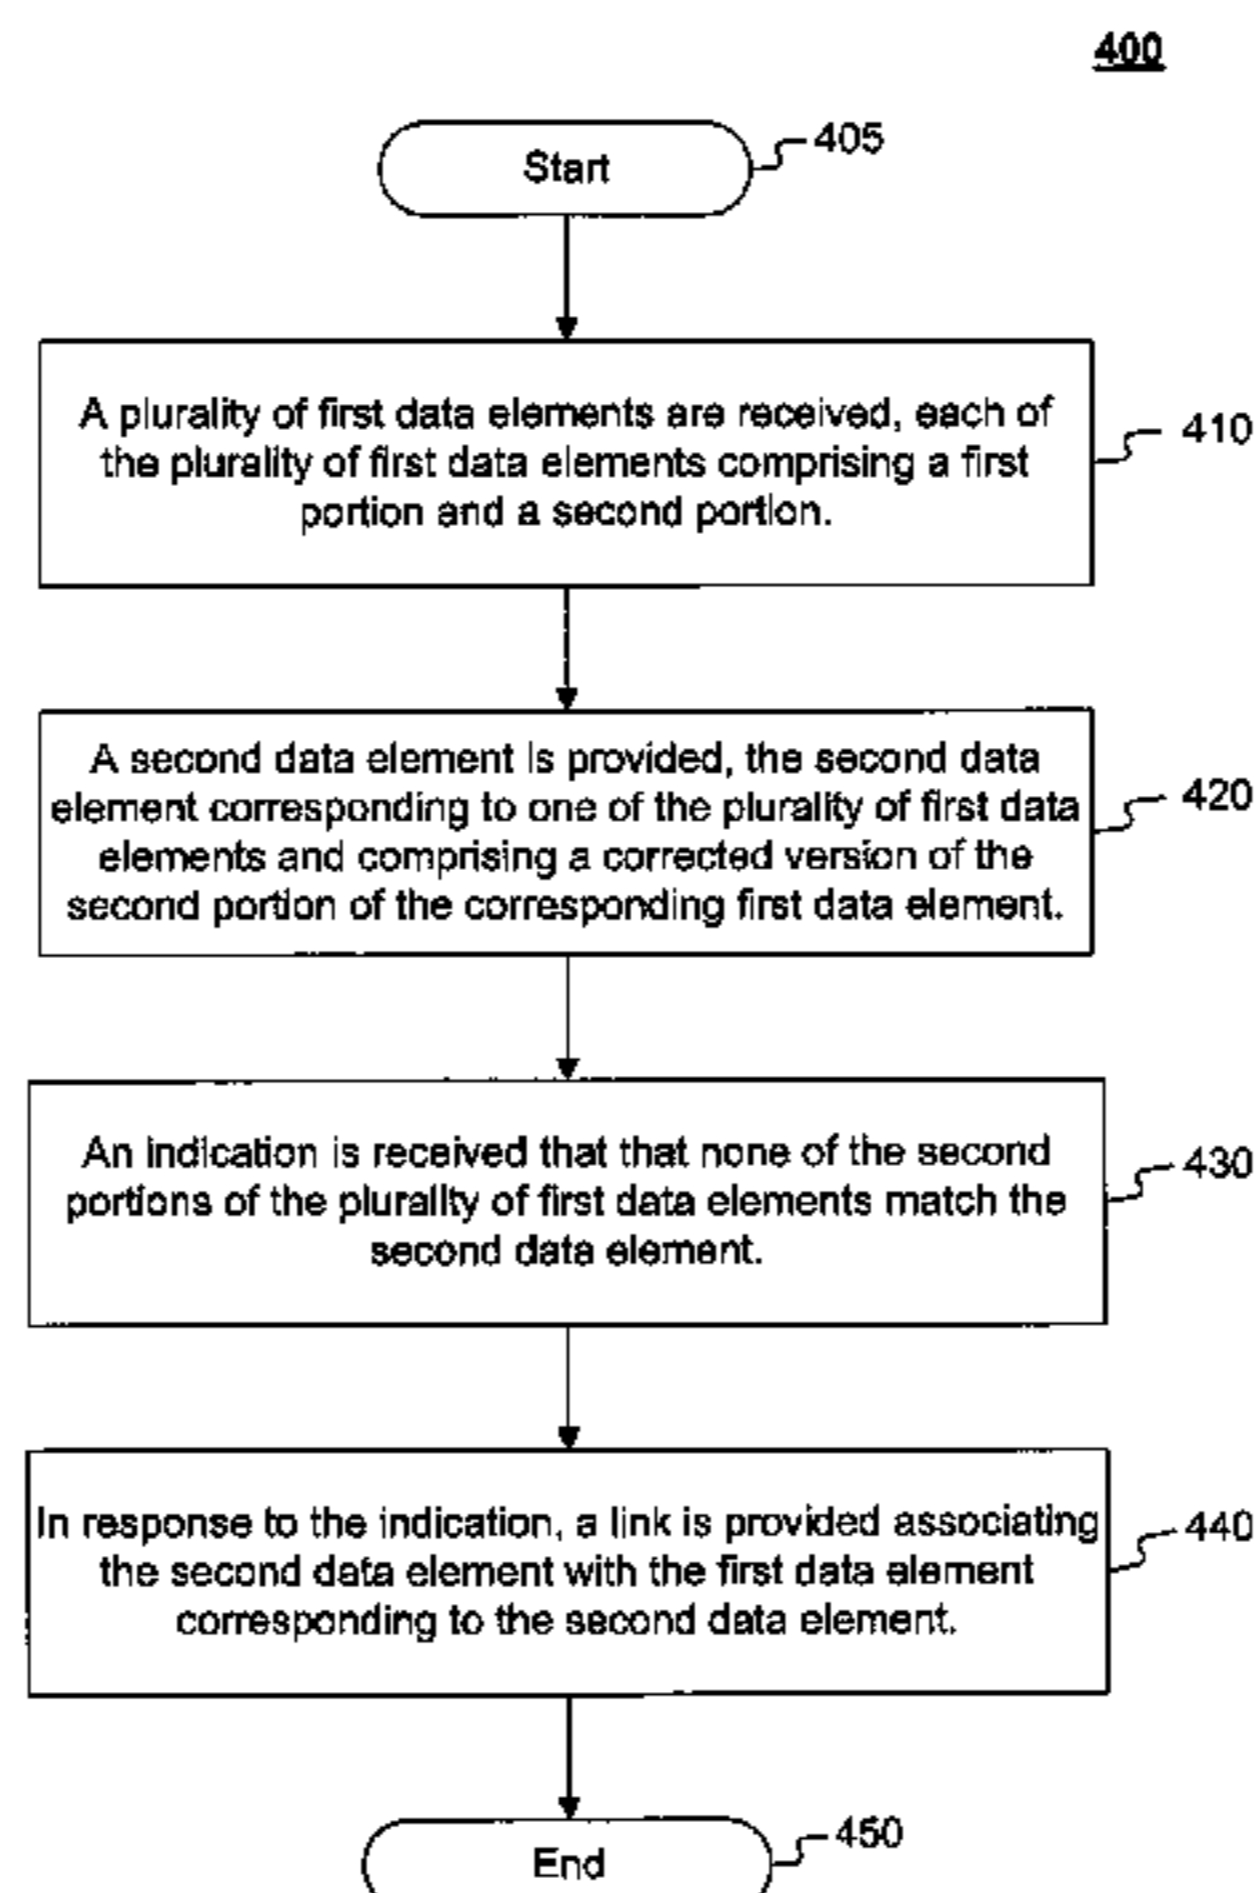 400
Start
405
A plurality of first data elements are received, each of
the plurality of first data elements comprising a first
portion and a second portion.
410
A second data element is provided, the second data
element corresponding to one of the plurality of first data
elements and comprising a corrected version of the
second portion of the corresponding first data element.
420
An indication is received that that none of the second
portions of the plurality of first data elements match the
second data element.
430
In response to the indication, a link is provided associating
the second data element with the first data element
corresponding to the second data element.
440
End
450